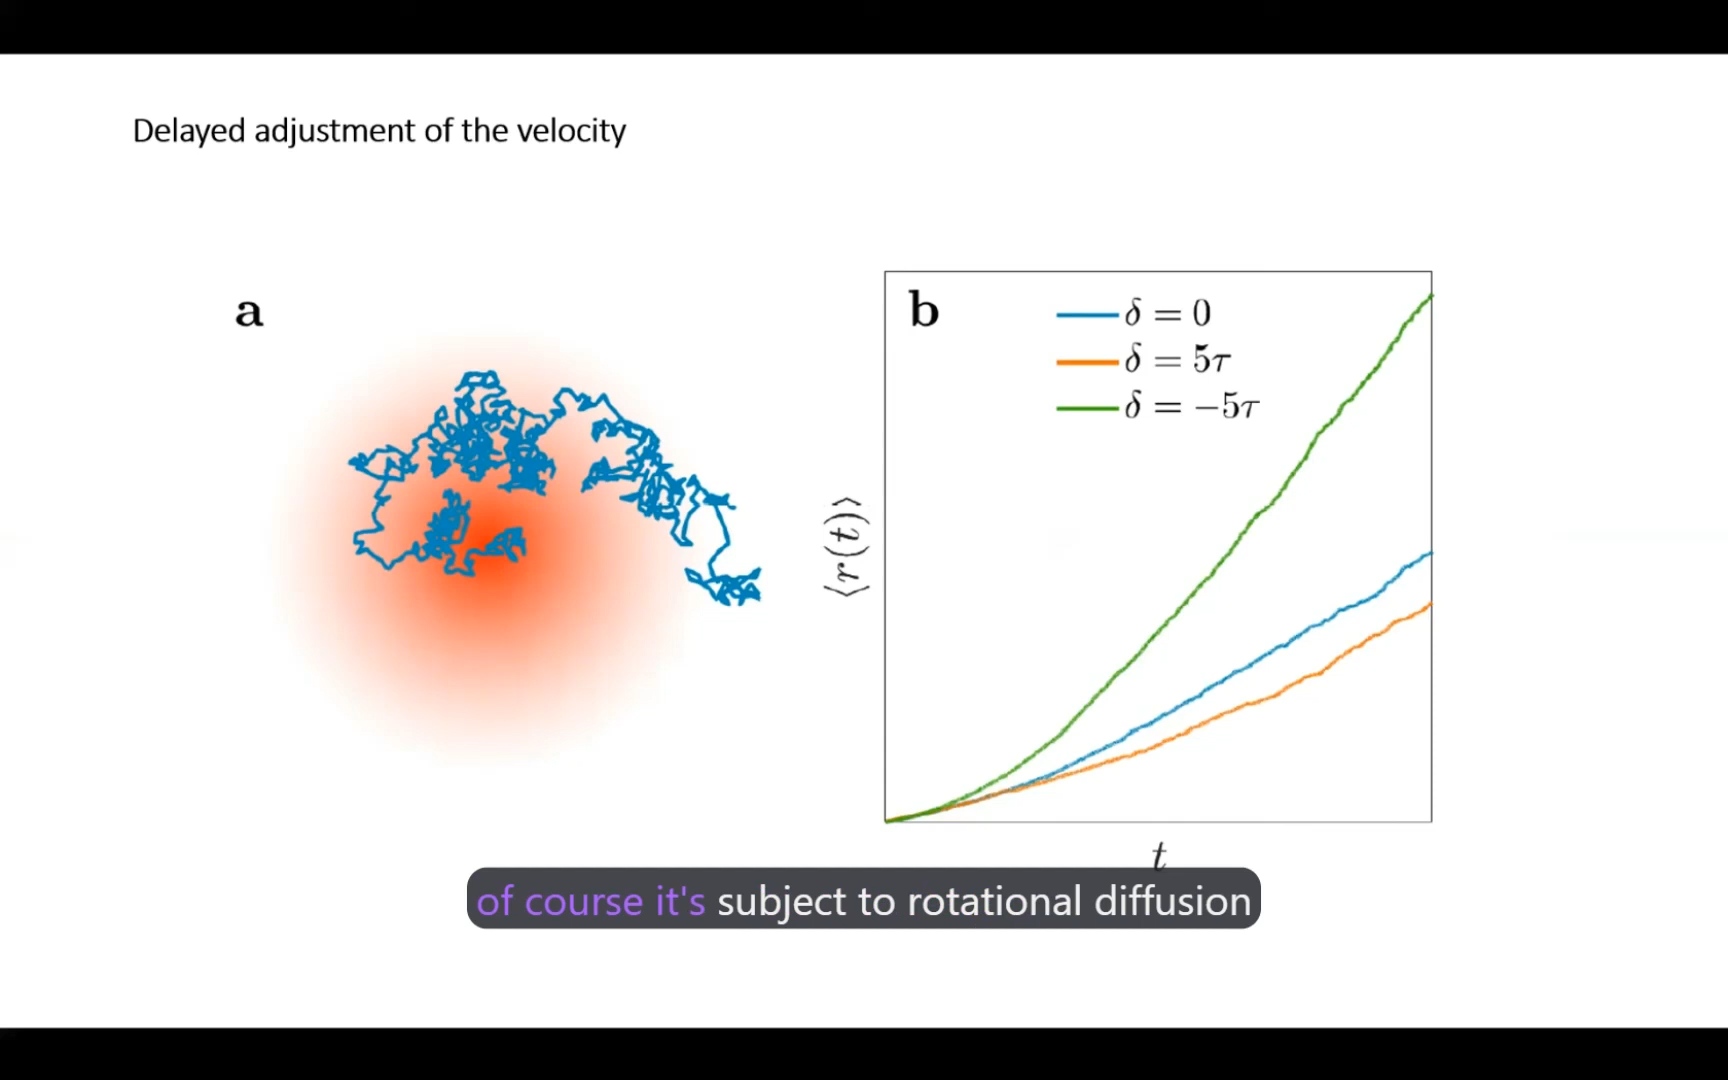 Delayed adjustment of the velocity
a
b
δ = 0
δ = 5τ
δ = −5τ
⟨r(t)⟩
t
of course it's subject to rotational diffusion